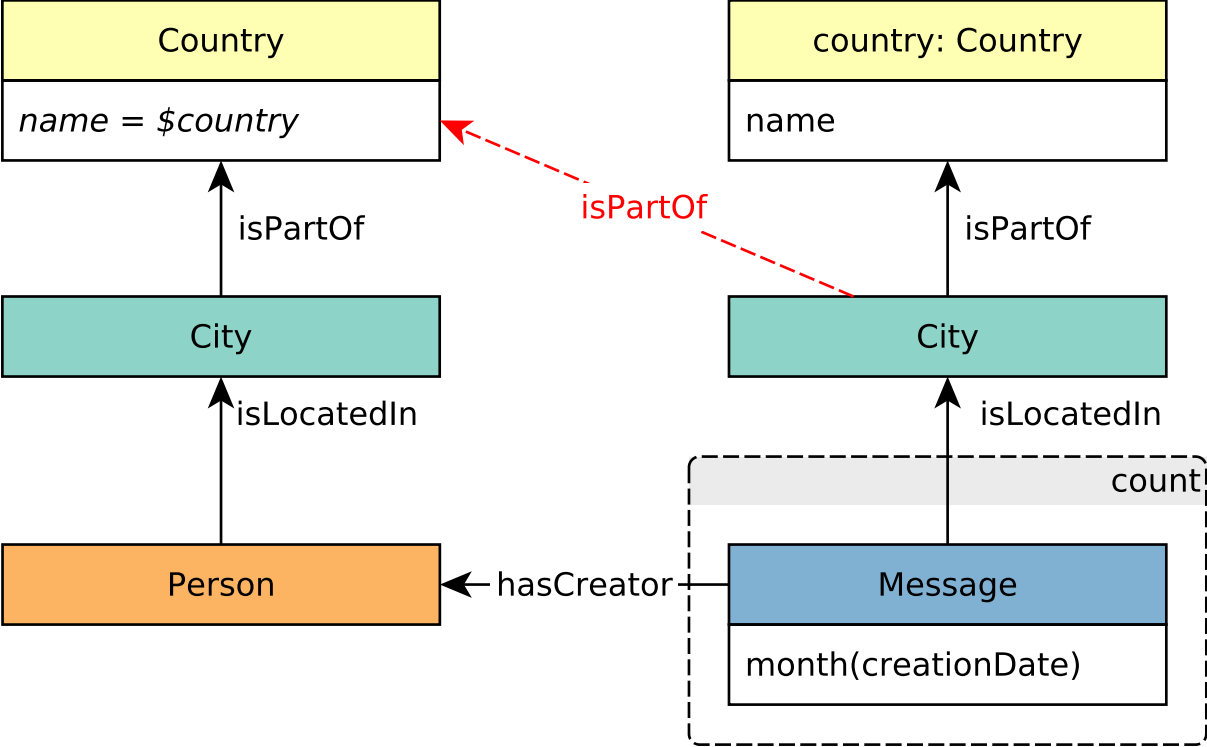 Country
country: Country
name = $country
name
isPartOf
isPartOf
isPartOf
City
City
isLocatedIn
isLocatedIn
count
Person
hasCreator
Message
month(creationDate)